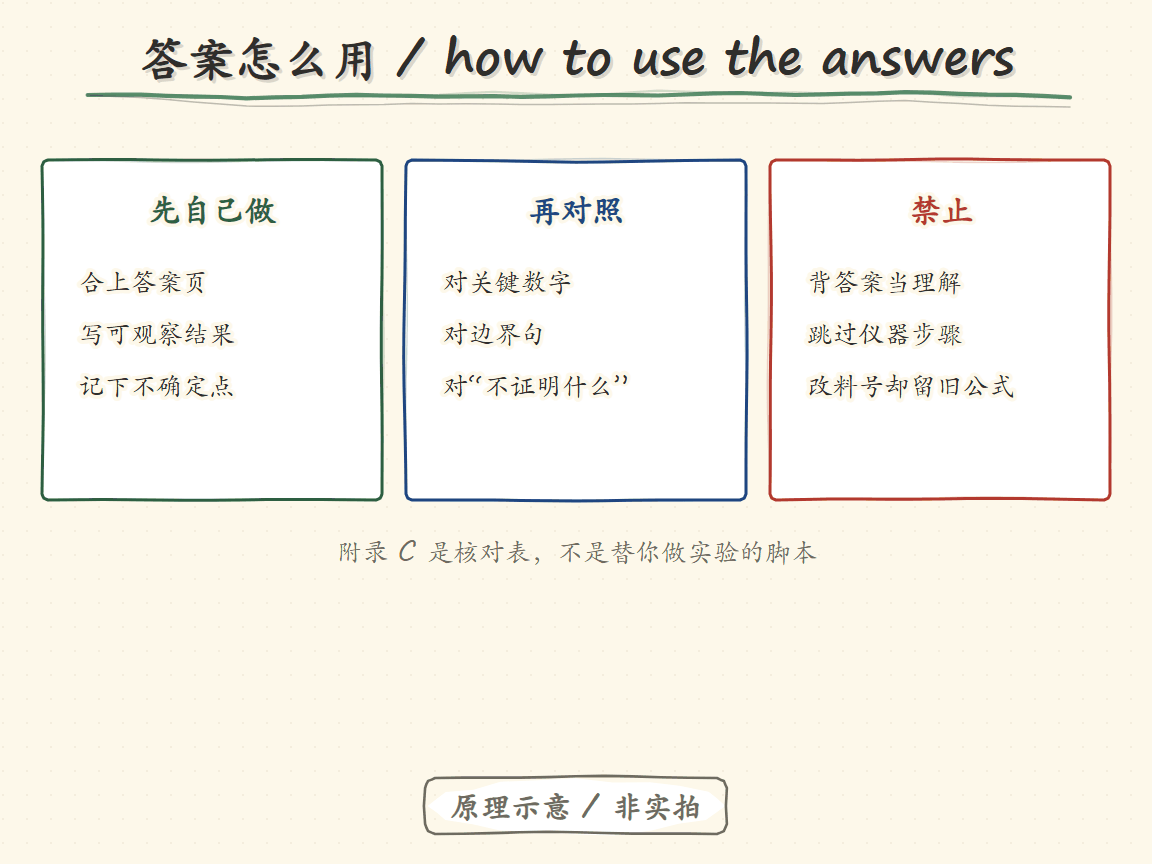 答案怎么用 / how to use the answers
先自己做
合上答案页
写可观察结果
记下不确定点
再对照
对关键数字
对边界句
对“不证明什么”
禁止
背答案当理解
跳过仪器步骤
改料号却留旧公式
附录 C 是核对表，不是替你做实验的脚本
原理示意 / 非实拍